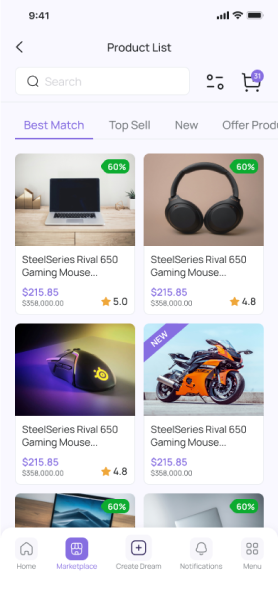 9:41
Product List
Search
31
Best Match Top Sell New Offer Produ
60% 60%
SteelSeries Rival 650 SteelSeries Rival 650
Gaming Mouse... Gaming Mouse...
$215.85 $215.85
$358,000.00 5.0 $358,000.00 4.8
NEW
SteelSeries Rival 650 SteelSeries Rival 650
Gaming Mouse... Gaming Mouse...
$215.85 $215.85
$358,000.00 4.8 $358,000.00
60% 60%
Home Marketplace Create Dream Notifications Menu